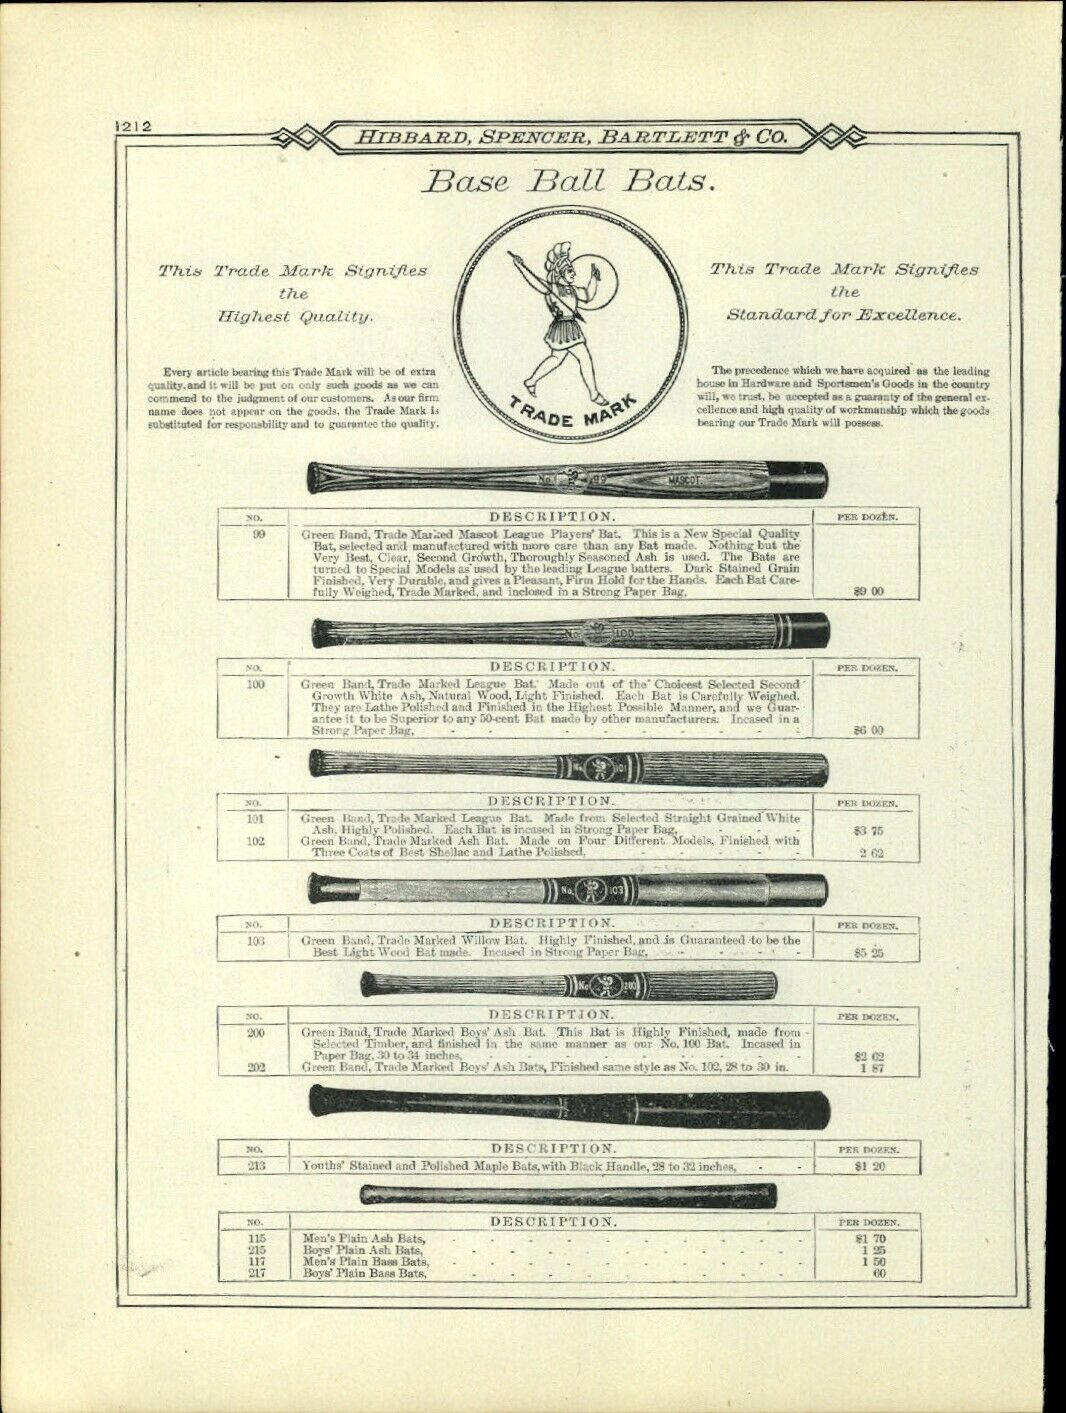 1212
HIBBARD, SPENCER, BARTLETT & CO.
Base Ball Bats.
This Trade Mark Signifies
the
Highest Quality.
Every article bearing this Trade Mark will be of extra
quality, and it will be put on only such goods as we can
commend to the judgment of our customers. As our firm
name does not appear on the goods, the Trade Mark is
substituted for responsbility and to guarantee the quality.
TRADE MARK
This Trade Mark Signifies
the
Standard for Excellence.
The precedence which we have acquired as the leading
house in Hardware and Sportsmen's Goods in the country
will, we trust, be accepted as a guaranty of the general ex-
cellence and high quality of workmanship which the goods
bearing our Trade Mark will possess.
No. 99 MASCOT.
NO. DESCRIPTION. PER DOZEN.
99 Green Band, Trade Marked Mascot League Players' Bat. This is a New Special Quality
Bat, selected and manufactured with more care than any Bat made. Nothing but the
Very Best, Clear, Second Growth, Thoroughly Seasoned Ash is used. The Bats are
turned to Special Models as used by the leading League batters. Dark Stained Grain
Finished, Very Durable, and gives a Pleasant, Firm Hold for the Hands. Each Bat Care-
fully Weighed, Trade Marked, and inclosed in a Strong Paper Bag, $9 00
No. 100
NO. DESCRIPTION. PER DOZEN.
100 Green Band, Trade Marked League Bat. Made out of the Choicest Selected Second
Growth White Ash, Natural Wood, Light Finished. Each Bat is Carefully Weighed.
They are Lathe Polished and Finished in the Highest Possible Manner, and we Guar-
antee it to be Superior to any 50-cent Bat made by other manufacturers. Incased in a
Strong Paper Bag, - - - - - - - - - $6 00
No. 101
NO. DESCRIPTION. PER DOZEN.
101 Green Band, Trade Marked League Bat. Made from Selected Straight Grained White
Ash, Highly Polished. Each Bat is incased in Strong Paper Bag, - - - $3 75
102 Green Band, Trade Marked Ash Bat. Made on Four Different Models, Finished with
Three Coats of Best Shellac and Lathe Polished, - - - - - - 2 62
No. 103
NO. DESCRIPTION. PER DOZEN.
103 Green Band, Trade Marked Willow Bat. Highly Finished, and is Guaranteed to be the
Best Light Wood Bat made. Incased in Strong Paper Bag, - - - - $5 25
No 200
NO. DESCRIPTION. PER DOZEN.
200 Green Band, Trade Marked Boys' Ash Bat. This Bat is Highly Finished, made from
Selected Timber, and finished in the same manner as our No. 100 Bat. Incased in
Paper Bag, 30 to 34 inches, - - - - - - - - - $2 62
202 Green Band, Trade Marked Boys' Ash Bats, Finished same style as No. 102, 28 to 30 in. 1 87
NO. DESCRIPTION. PER DOZEN.
213 Youths' Stained and Polished Maple Bats, with Black Handle, 28 to 32 inches, - - $1 20
NO. DESCRIPTION. PER DOZEN.
115 Men's Plain Ash Bats, - - - - - - - - - - $1 70
215 Boys' Plain Ash Bats, - - - - - - - - - - 1 25
117 Men's Plain Bass Bats, - - - - - - - - - - 1 50
217 Boys' Plain Bass Bats, - - - - - - - - - - 60